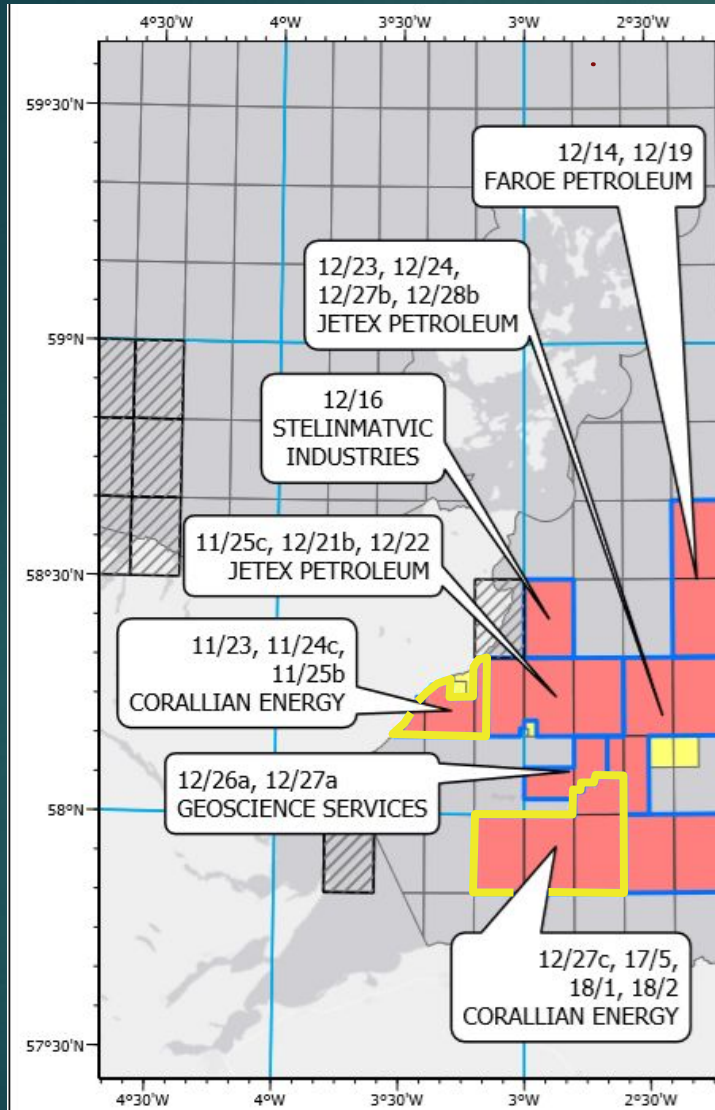 4°30'W 4°W 3°30'W 3°W 2°30'W
59°30'N
12/14, 12/19
FAROE PETROLEUM
12/23, 12/24,
12/27b, 12/28b
JETEX PETROLEUM
59°N
12/16
STELINMATVIC
INDUSTRIES
11/25c, 12/21b, 12/22
JETEX PETROLEUM
58°30'N
11/23, 11/24c,
11/25b
CORALLIAN ENERGY
12/26a, 12/27a
GEOSCIENCE SERVICES
58°N
12/27c, 17/5,
18/1, 18/2
CORALLIAN ENERGY
57°30'N
4°30'W 4°W 3°30'W 3°W 2°30'W